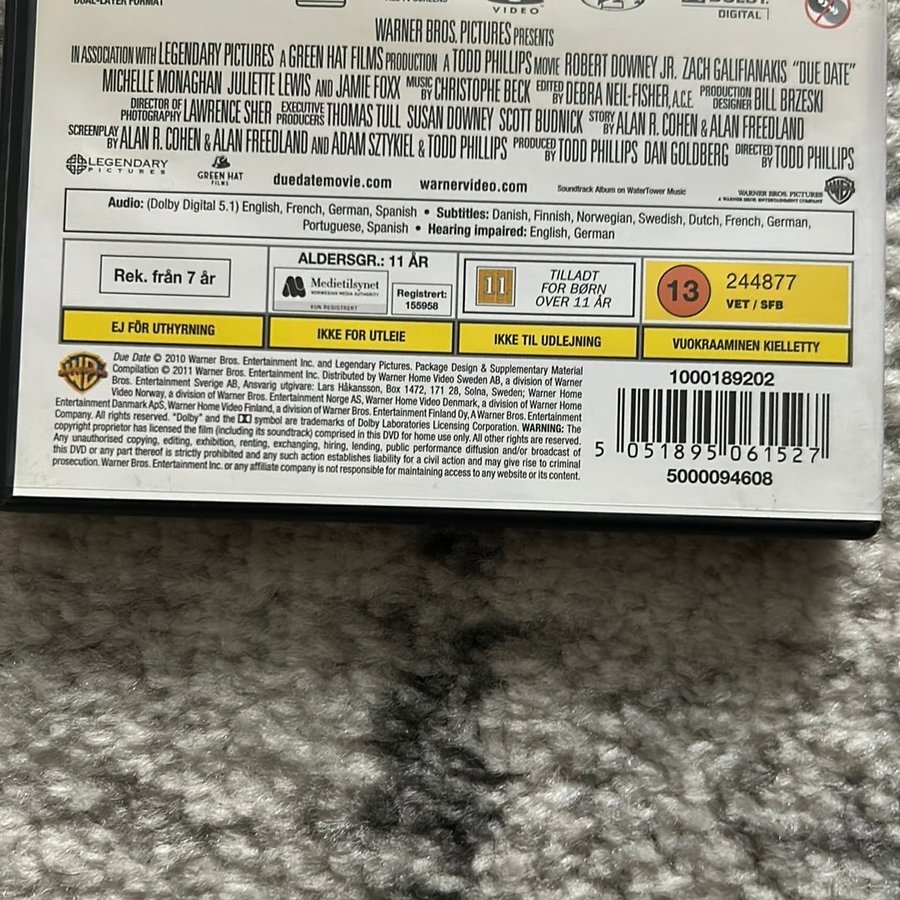 DUAL-LAYER FORMAT
VIDEO
DIGITAL
WARNER BROS. PICTURES PRESENTS
IN ASSOCIATION WITH LEGENDARY PICTURES A GREEN HAT FILMS PRODUCTION A TODD PHILLIPS MOVIE ROBERT DOWNEY JR. ZACH GALIFIANAKIS "DUE DATE"
MICHELLE MONAGHAN JULIETTE LEWIS AND JAMIE FOXX MUSIC BY CHRISTOPHE BECK EDITED BY DEBRA NEIL-FISHER, A.C.E. PRODUCTION DESIGNER BILL BRZESKI
DIRECTOR OF PHOTOGRAPHY LAWRENCE SHER EXECUTIVE PRODUCERS THOMAS TULL SUSAN DOWNEY SCOTT BUDNICK STORY BY ALAN R. COHEN & ALAN FREEDLAND
SCREENPLAY BY ALAN R. COHEN & ALAN FREEDLAND AND ADAM SZTYKIEL & TODD PHILLIPS PRODUCED BY TODD PHILLIPS DAN GOLDBERG DIRECTED BY TODD PHILLIPS
LEGENDARY PICTURES
GREEN HAT FILMS
duedatemovie.com warnervideo.com Soundtrack Album on WaterTower Music
WARNER BROS. PICTURES
A WARNER BROS. ENTERTAINMENT COMPANY
Audio: (Dolby Digital 5.1) English, French, German, Spanish • Subtitles: Danish, Finnish, Norwegian, Swedish, Dutch, French, German,
Portuguese, Spanish • Hearing impaired: English, German
Rek. från 7 år
EJ FÖR UTHYRNING
ALDERSGR.: 11 ÅR
Medietilsynet
NORWEGIAN MEDIA AUTHORITY
KUN REGISTRERT
Registrert:
155958
IKKE FOR UTLEIE
11
TILLADT
FOR BØRN
OVER 11 ÅR
IKKE TIL UDLEJNING
13
244877
VET / SFB
VUOKRAAMINEN KIELLETTY
Due Date © 2010 Warner Bros. Entertainment Inc. and Legendary Pictures. Package Design & Supplementary Material
Compilation © 2011 Warner Bros. Entertainment Inc. Distributed by Warner Home Video Sweden AB, a division of Warner
Bros. Entertainment Sverige AB, Ansvarig utgivare: Lars Håkansson, Box 1472, 171 28, Solna, Sweden; Warner Home
Video Norway, a division of Warner Bros. Entertainment Norge AS, Warner Home Video Denmark, a division of Warner Bros.
Entertainment Danmark ApS, Warner Home Video Finland, a division of Warner Bros. Entertainment Finland Oy, A Warner Bros. Entertainment
Company. All rights reserved. "Dolby" and the DD symbol are trademarks of Dolby Laboratories Licensing Corporation. WARNING: The
copyright proprietor has licensed the film (including its soundtrack) comprised in this DVD for home use only. All other rights are reserved.
Any unauthorised copying, editing, exhibition, renting, exchanging, hiring, lending, public performance diffusion and/or broadcast of
this DVD or any part thereof is strictly prohibited and any such action establishes liability for a civil action and may give rise to criminal
prosecution. Warner Bros. Entertainment Inc. or any affiliate company is not responsible for maintaining access to any website or its content.
1000189202
5 051895 061527
5000094608